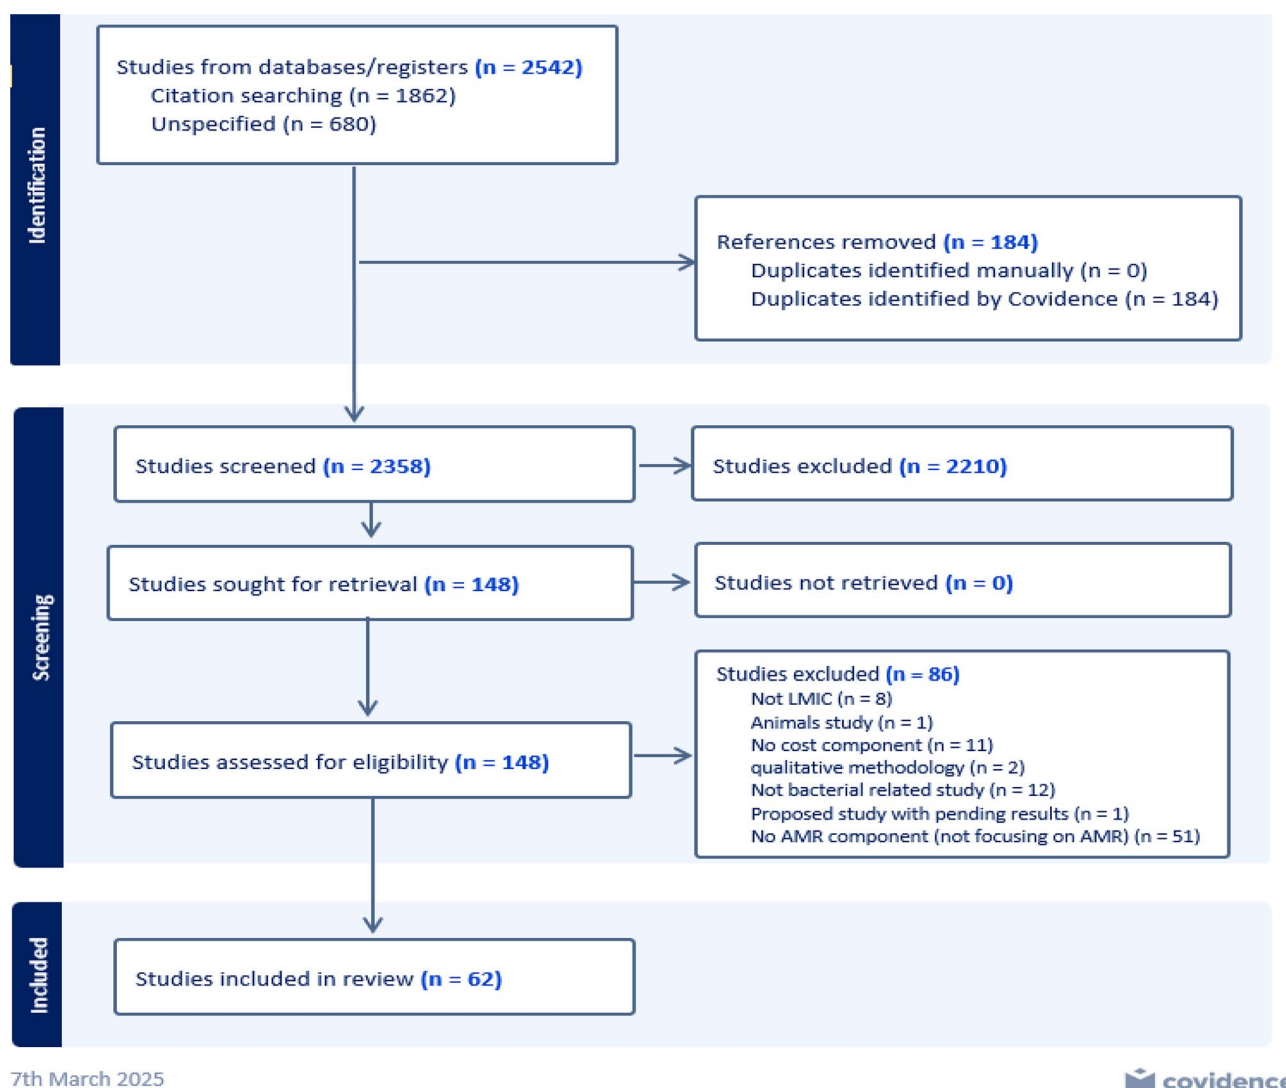 Identification
Studies from databases/registers (n = 2542)
Citation searching (n = 1862)
Unspecified (n = 680)
References removed (n = 184)
Duplicates identified manually (n = 0)
Duplicates identified by Covidence (n = 184)
Screening
Studies screened (n = 2358)
Studies excluded (n = 2210)
Studies sought for retrieval (n = 148)
Studies not retrieved (n = 0)
Studies assessed for eligibility (n = 148)
Studies excluded (n = 86)
Not LMIC (n = 8)
Animals study (n = 1)
No cost component (n = 11)
qualitative methodology (n = 2)
Not bacterial related study (n = 12)
Proposed study with pending results (n = 1)
No AMR component (not focusing on AMR) (n = 51)
Included
Studies included in review (n = 62)
7th March 2025
covidence